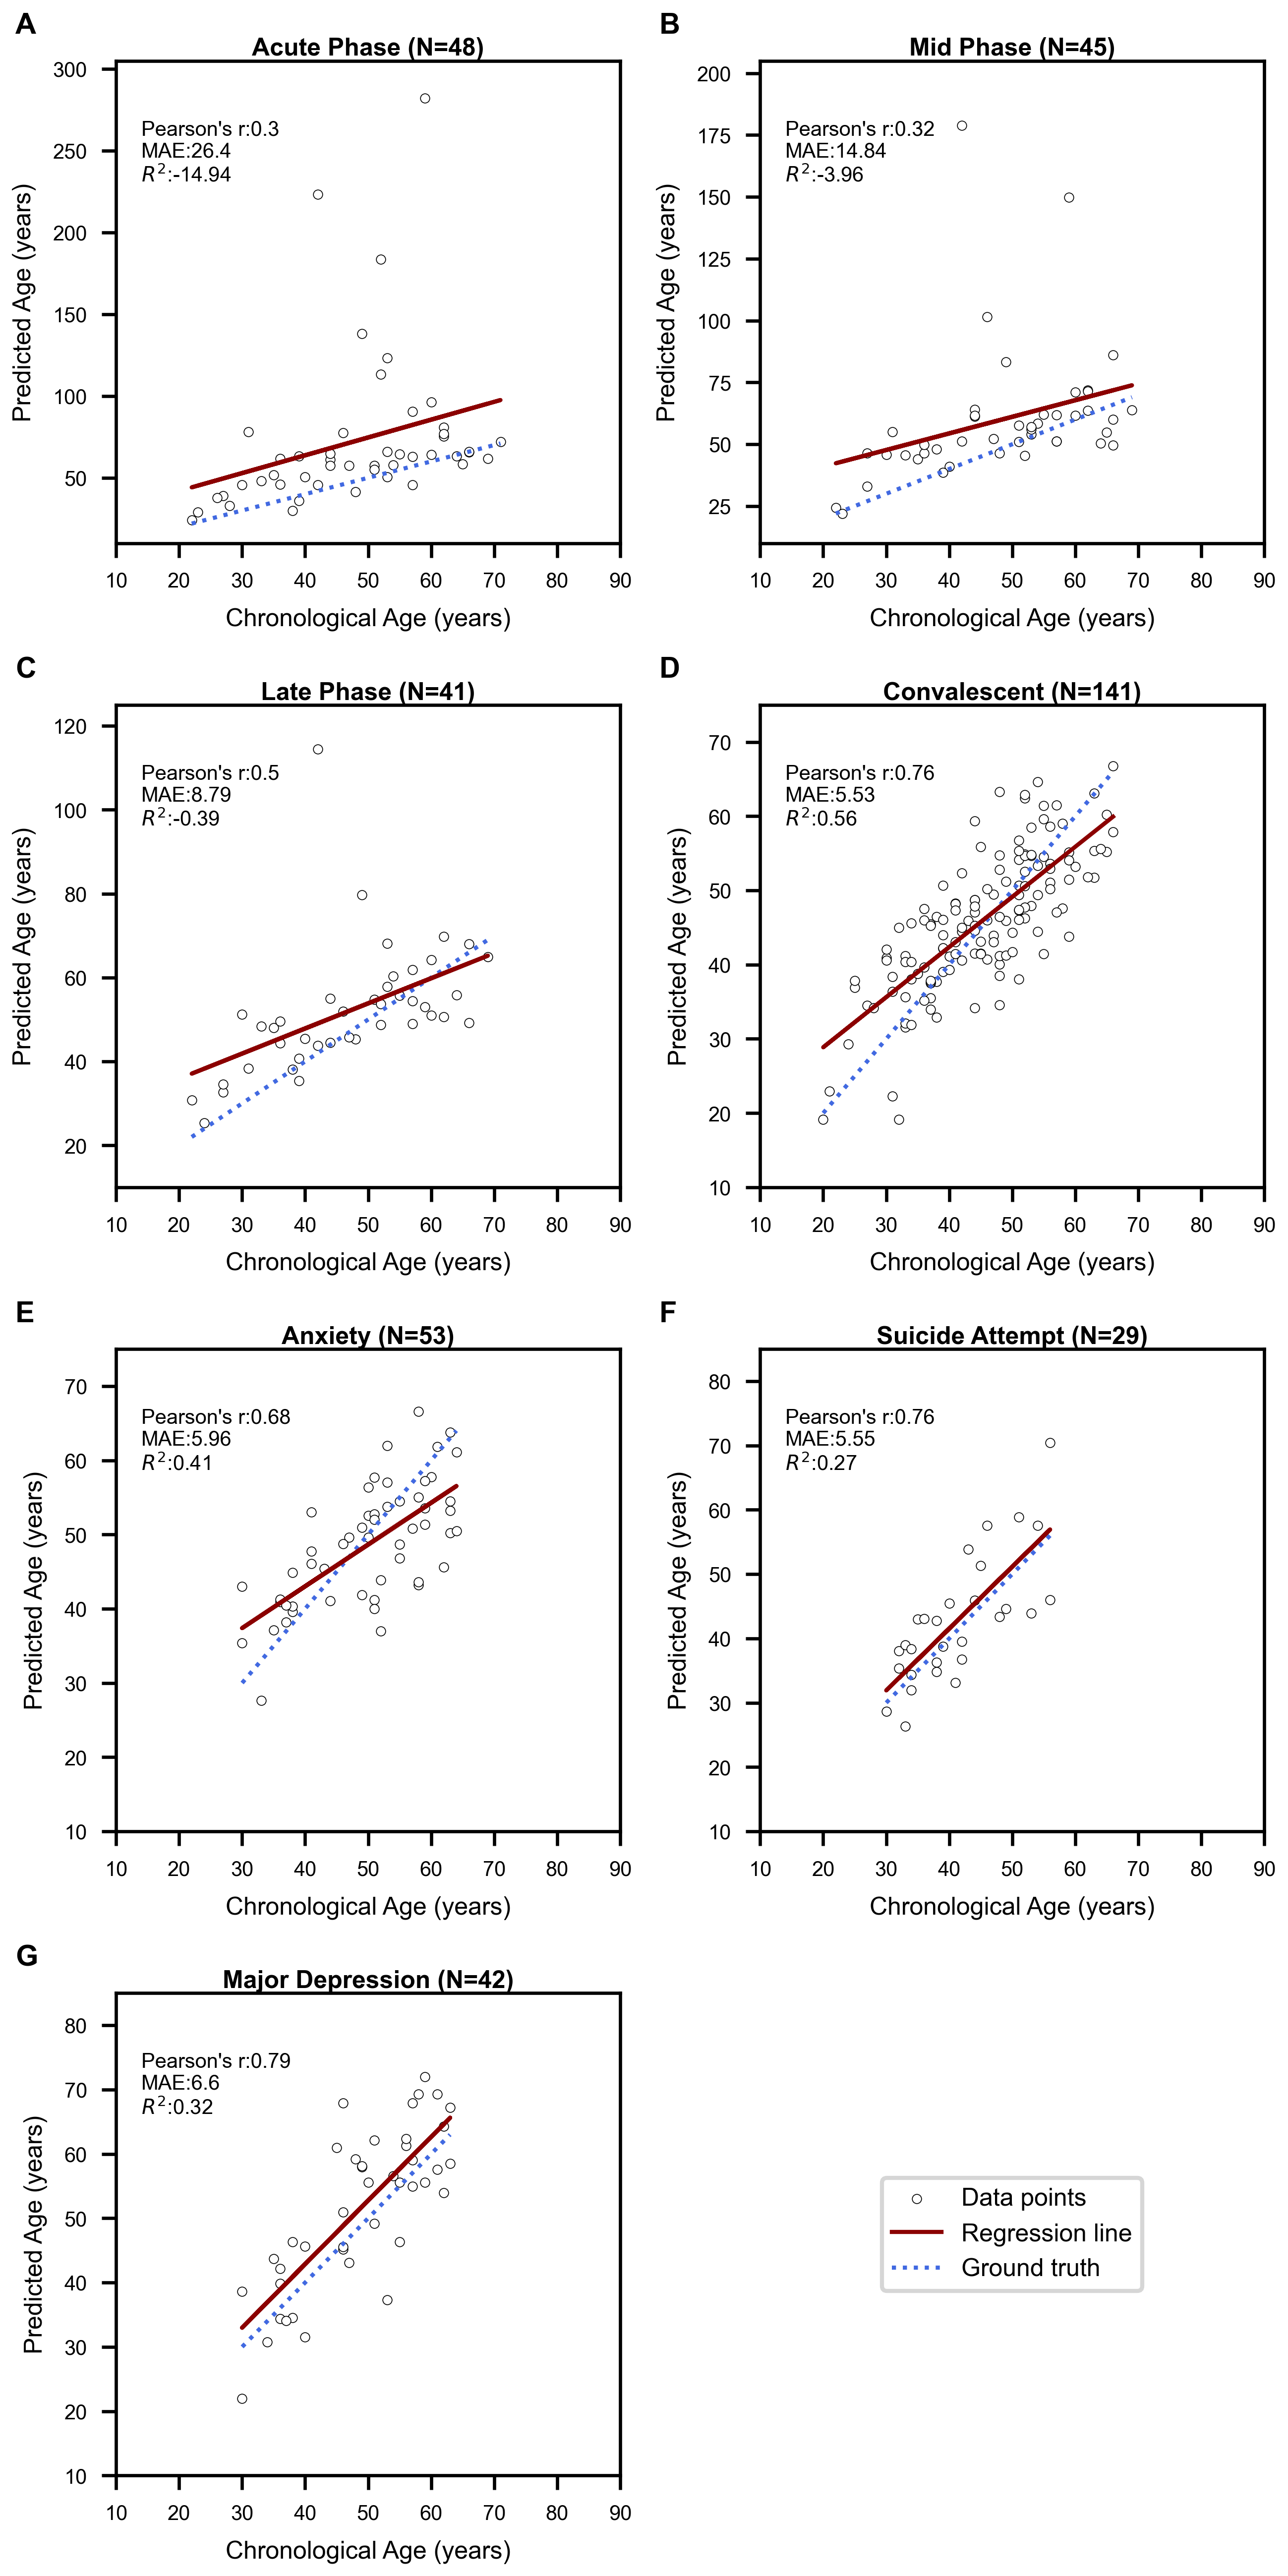 A
Acute Phase (N=48)
300
250
200
150
100
50
Pearson's r:0.3
MAE:26.4
R²:-14.94
Predicted Age (years)
10 20 30 40 50 60 70 80 90
Chronological Age (years)
B
Mid Phase (N=45)
200
175
150
125
100
75
50
25
Pearson's r:0.32
MAE:14.84
R²:-3.96
Predicted Age (years)
10 20 30 40 50 60 70 80 90
Chronological Age (years)
C
Late Phase (N=41)
120
100
80
60
40
20
Pearson's r:0.5
MAE:8.79
R²:-0.39
Predicted Age (years)
10 20 30 40 50 60 70 80 90
Chronological Age (years)
D
Convalescent (N=141)
70
60
50
40
30
20
10
Pearson's r:0.76
MAE:5.53
R²:0.56
Predicted Age (years)
10 20 30 40 50 60 70 80 90
Chronological Age (years)
E
Anxiety (N=53)
70
60
50
40
30
20
10
Pearson's r:0.68
MAE:5.96
R²:0.41
Predicted Age (years)
10 20 30 40 50 60 70 80 90
Chronological Age (years)
F
Suicide Attempt (N=29)
80
70
60
50
40
30
20
10
Pearson's r:0.76
MAE:5.55
R²:0.27
Predicted Age (years)
10 20 30 40 50 60 70 80 90
Chronological Age (years)
G
Major Depression (N=42)
80
70
60
50
40
30
20
10
Pearson's r:0.79
MAE:6.6
R²:0.32
Predicted Age (years)
10 20 30 40 50 60 70 80 90
Chronological Age (years)
Data points
Regression line
Ground truth